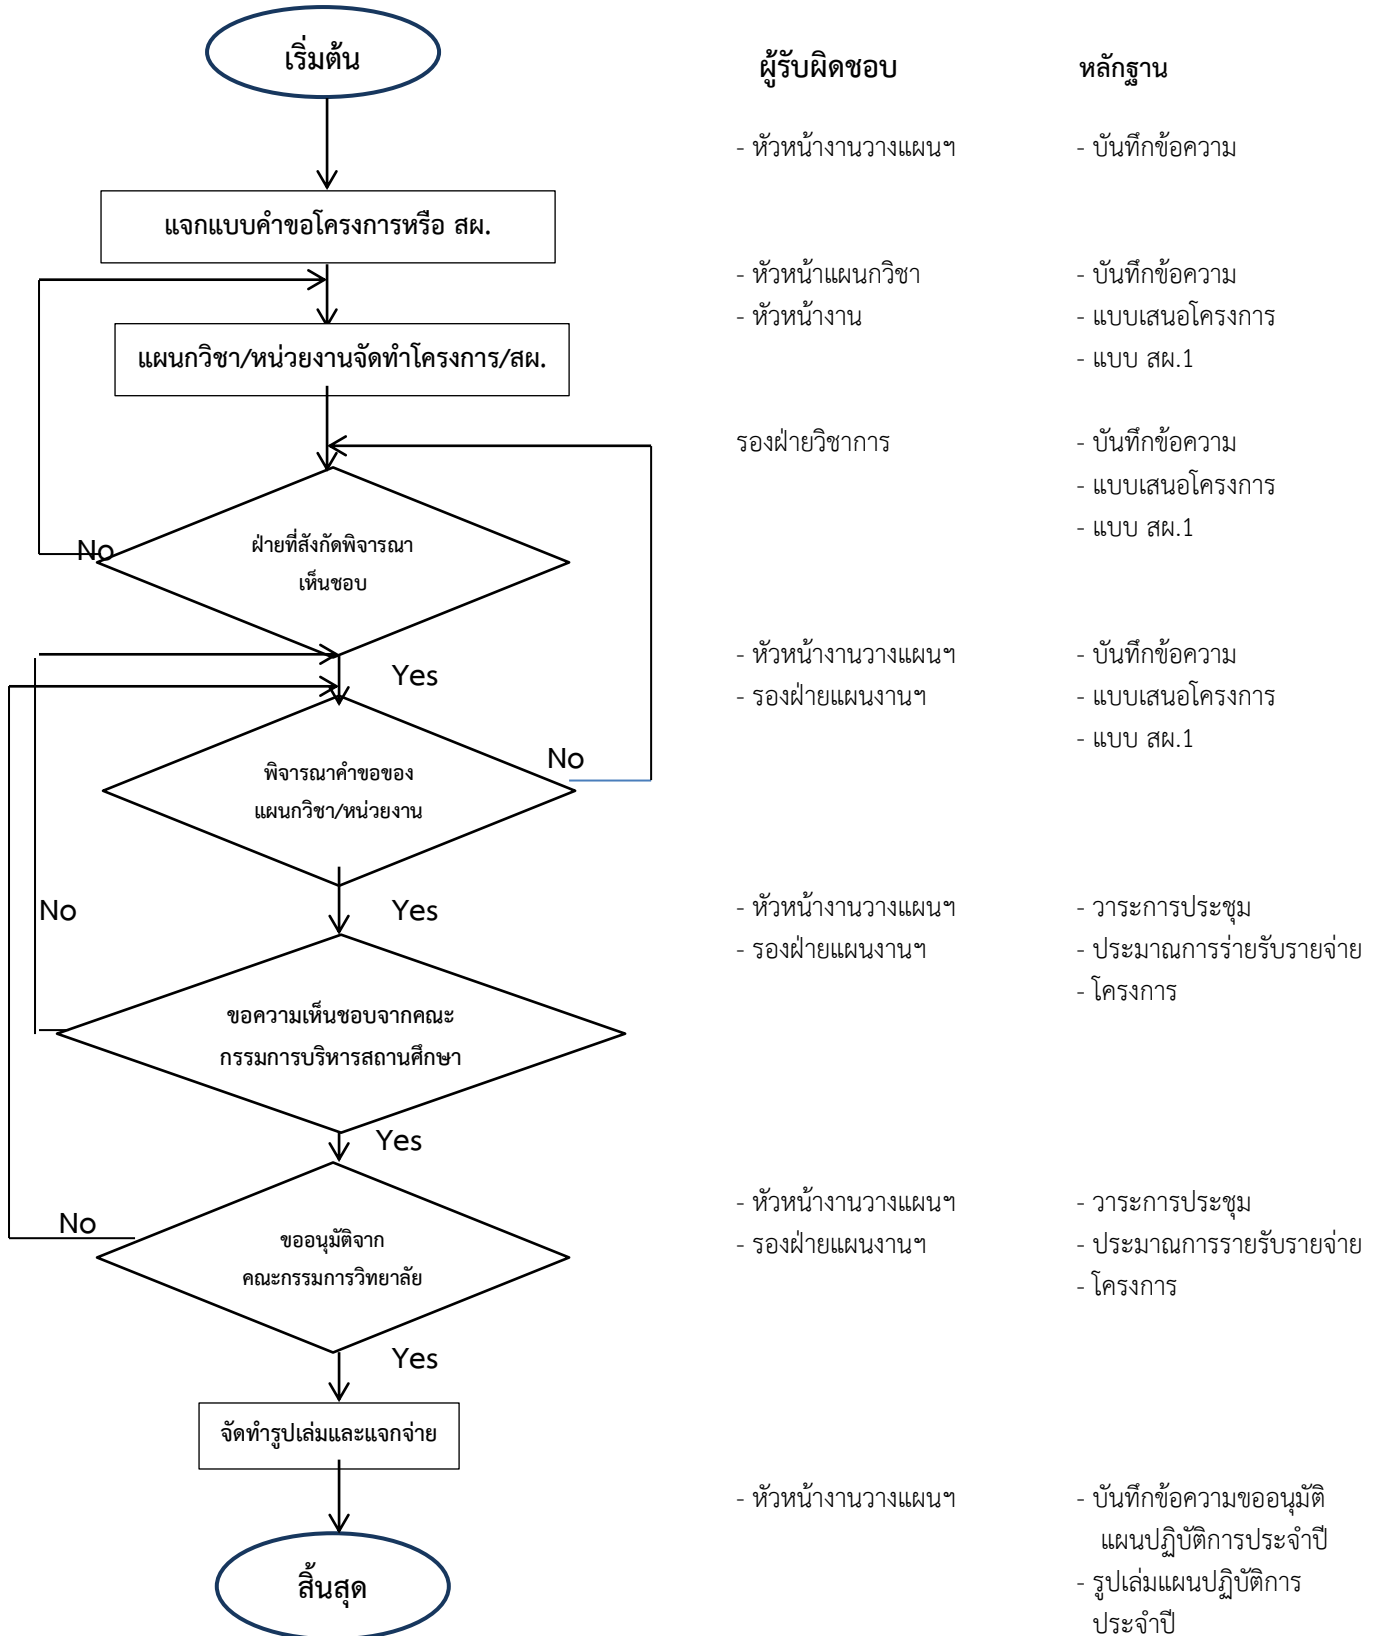 เริ่มต้น
ผู้รับผิดชอบ
หลักฐาน
- หัวหน้างานวางแผนฯ
- บันทึกข้อความ
แจกแบบคำขอโครงการหรือ สผ.
- หัวหน้าแผนกวิชา
- บันทึกข้อความ
- หัวหน้างาน
- แบบเสนอโครงการ
แผนกวิชา/หน่วยงานจัดทำโครงการ/สผ.
- แบบ สผ.1
รองฝ่ายวิชาการ
- บันทึกข้อความ
- แบบเสนอโครงการ
- แบบ สผ.1
No
ฝ่ายที่สังกัดพิจารณา
เห็นชอบ
- หัวหน้างานวางแผนฯ
- บันทึกข้อความ
Yes
- รองฝ่ายแผนงานฯ
- แบบเสนอโครงการ
- แบบ สผ.1
No
พิจารณาคำขอของ
แผนกวิชา/หน่วยงาน
No
Yes
- หัวหน้างานวางแผนฯ
- วาระการประชุม
- รองฝ่ายแผนงานฯ
- ประมาณการร่ายรับรายจ่าย
- โครงการ
ขอความเห็นชอบจากคณะ
กรรมการบริหารสถานศึกษา
Yes
- หัวหน้างานวางแผนฯ
- วาระการประชุม
No
- รองฝ่ายแผนงานฯ
- ประมาณการรายรับรายจ่าย
ขออนุมัติจาก
คณะกรรมการวิทยาลัย
- โครงการ
Yes
จัดทำรูปเล่มและแจกจ่าย
- หัวหน้างานวางแผนฯ
- บันทึกข้อความขออนุมัติ
แผนปฏิบัติการประจำปี
สิ้นสุด
- รูปเล่มแผนปฏิบัติการ
ประจำปี